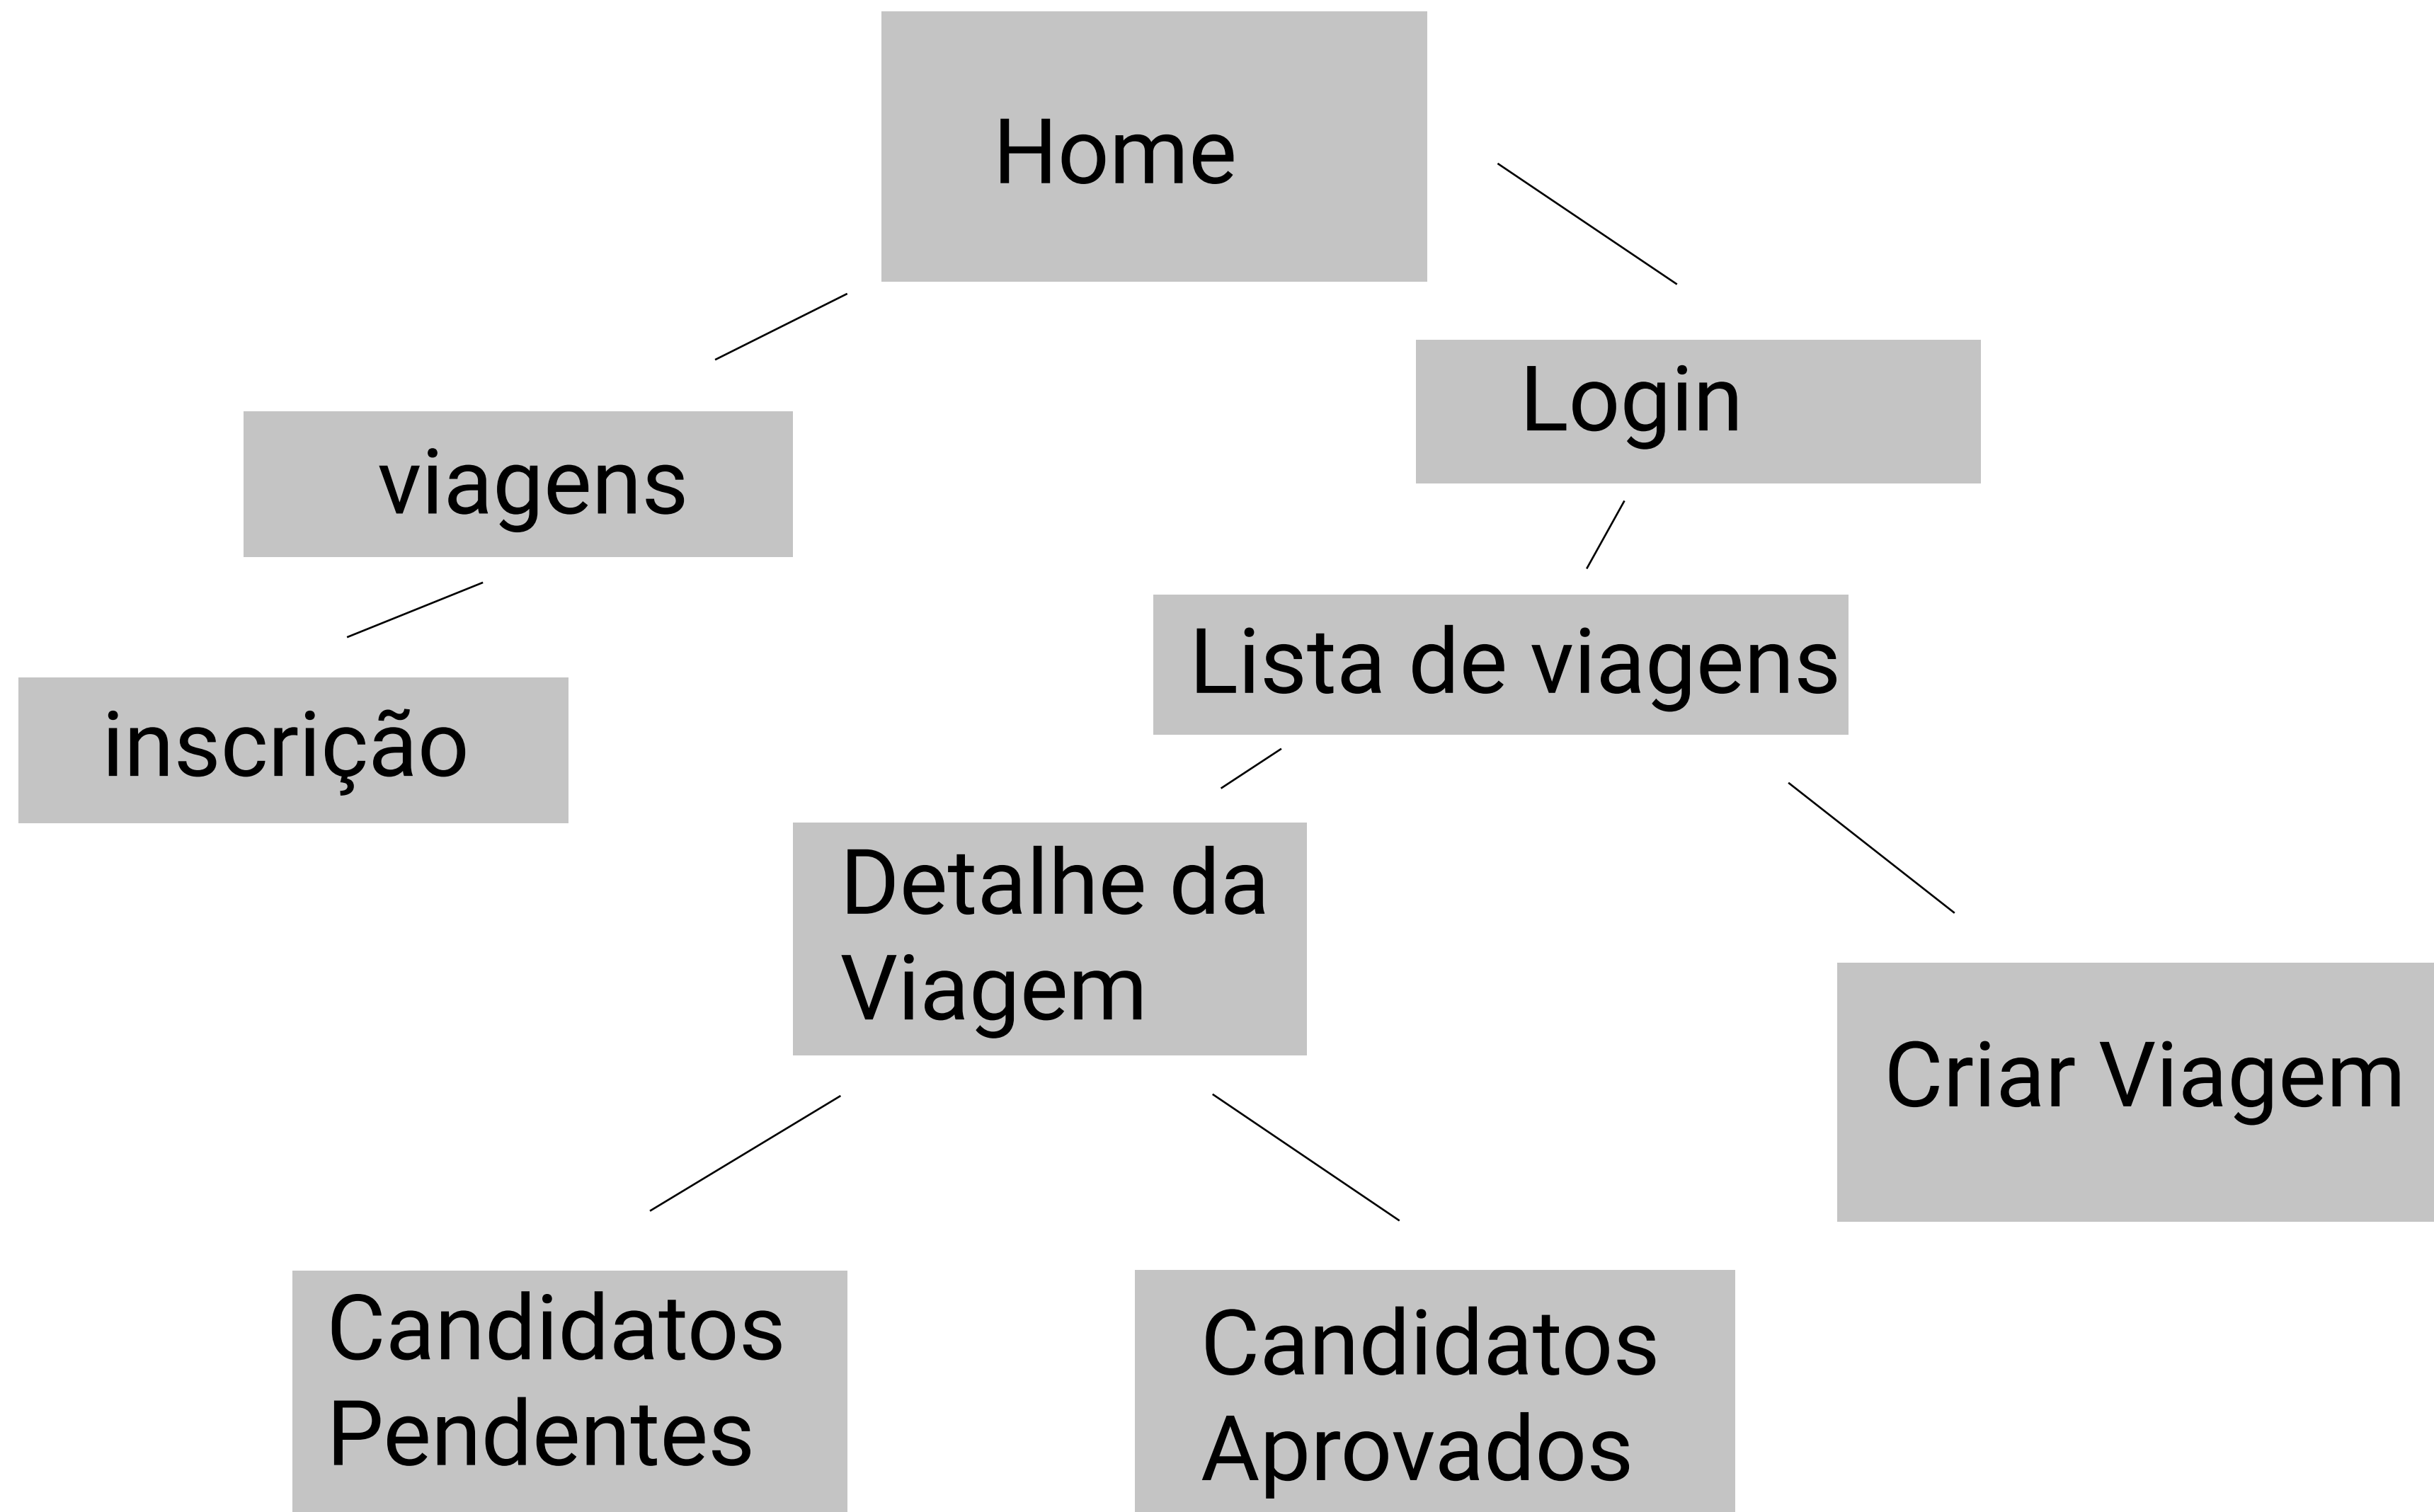 Home
Login
viagens
Lista de viagens
inscrição
Detalhe da
Viagem
Criar Viagem
Candidatos
Pendentes
Candidatos
Aprovados